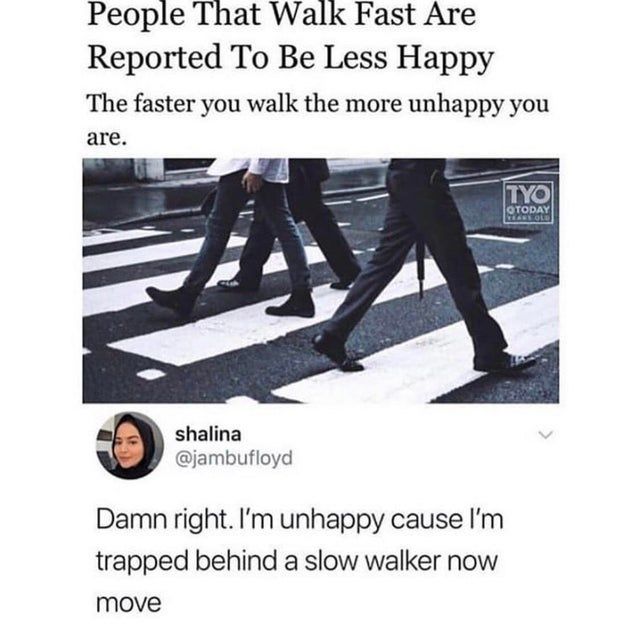 People That Walk Fast Are
Reported To Be Less Happy
The faster you walk the more unhappy you
are.
TYO
@TODAY
YEARS OLD
shalina
@jambufloyd
Damn right. I'm unhappy cause I'm
trapped behind a slow walker now
move